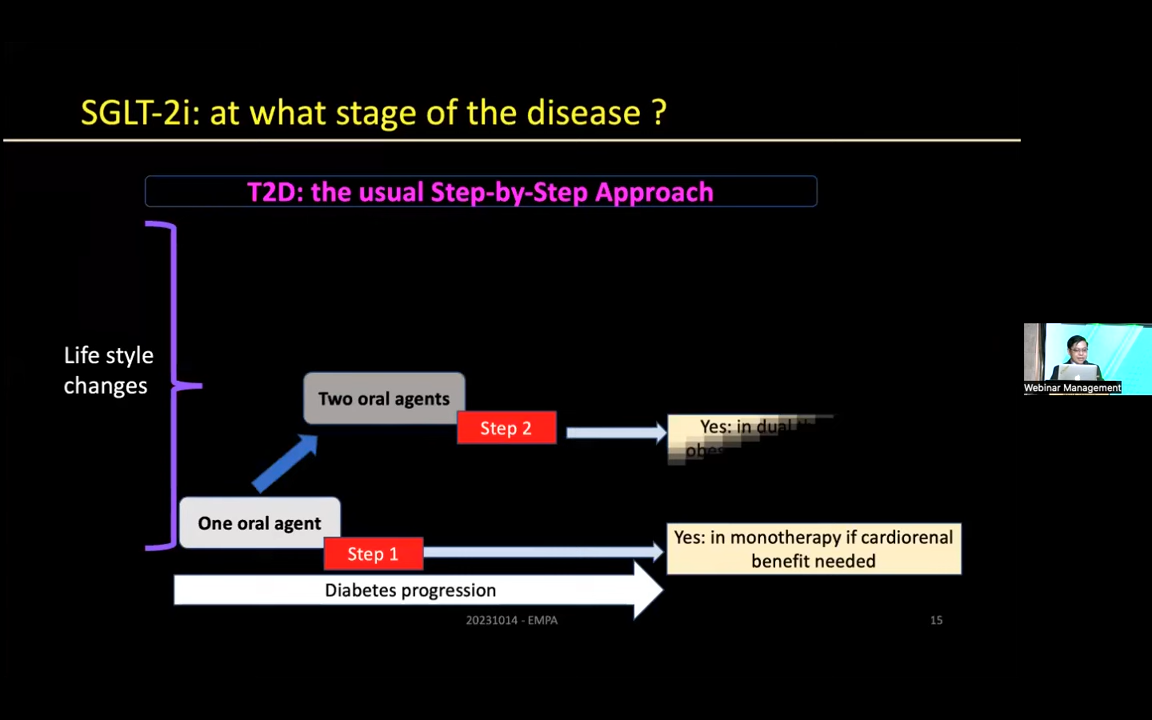 SGLT-2i: at what stage of the disease ?
T2D: the usual Step-by-Step Approach
Life style
changes
Two oral agents
Step 2
Yes: in dual
One oral agent
Step 1
Yes: in monotherapy if cardiorenal
benefit needed
Diabetes progression
20231014 - EMPA
15
Webinar Management